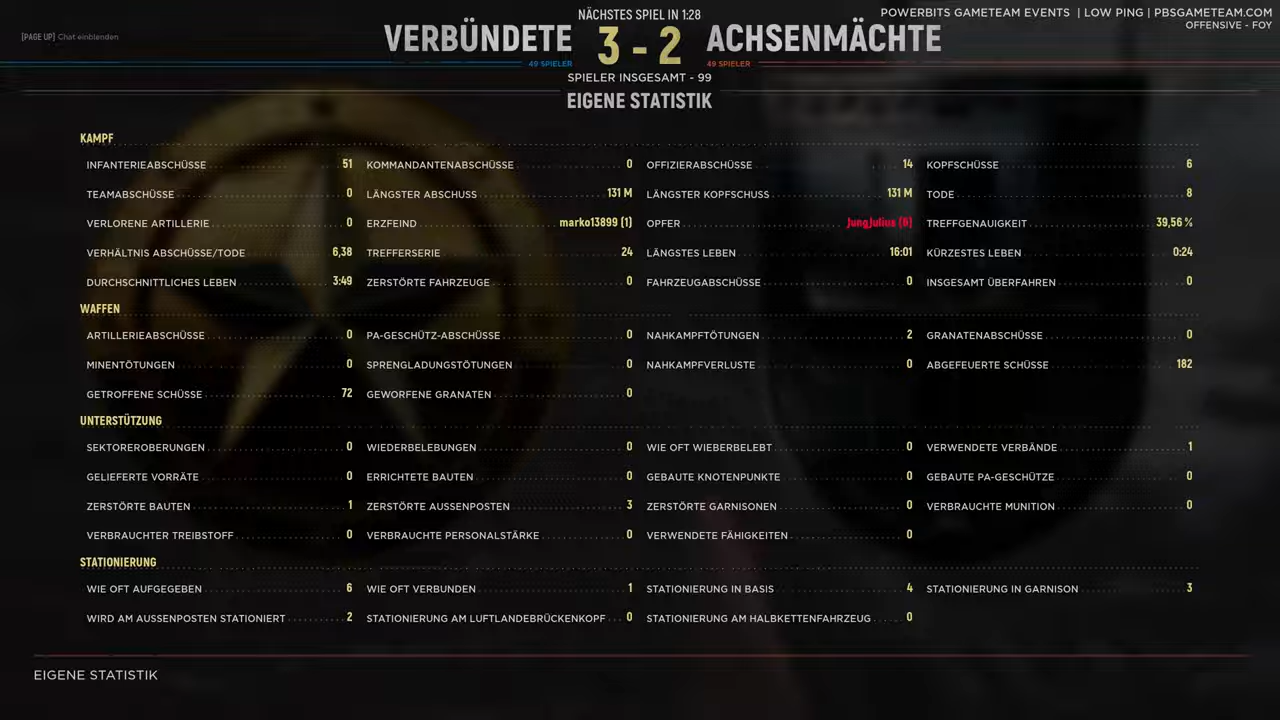 NÄCHSTES SPIEL IN 1:28
POWERBITS GAMETEAM EVENTS | LOW PING | PBSGAMETEAM.COM
OFFENSIVE - FOY
[PAGE UP] Chat einblenden
VERBÜNDETE 3 - 2 ACHSENMÄCHTE
49 SPIELER 49 SPIELER
SPIELER INSGESAMT - 99
EIGENE STATISTIK
KAMPF
INFANTERIEABSCHÜSSE 51 KOMMANDANTENABSCHÜSSE 0 OFFIZIERABSCHÜSSE 14 KOPFSCHÜSSE 6
TEAMABSCHÜSSE 0 LÄNGSTER ABSCHUSS 131 M LÄNGSTER KOPFSCHUSS 131 M TODE 8
VERLORENE ARTILLERIE 0 ERZFEIND marko13899 (1) OPFER JungJulius (6) TREFFGENAUIGKEIT 39,56 %
VERHÄLTNIS ABSCHÜSSE/TODE 6,38 TREFFERSERIE 24 LÄNGSTES LEBEN 16:01 KÜRZESTES LEBEN 0:24
DURCHSCHNITTLICHES LEBEN 3:49 ZERSTÖRTE FAHRZEUGE 0 FAHRZEUGABSCHÜSSE 0 INSGESAMT ÜBERFAHREN 0
WAFFEN
ARTILLERIEABSCHÜSSE 0 PA-GESCHÜTZ-ABSCHÜSSE 0 NAHKAMPFTÖTUNGEN 2 GRANATENABSCHÜSSE 0
MINENTÖTUNGEN 0 SPRENGLADUNGSTÖTUNGEN 0 NAHKAMPFVERLUSTE 0 ABGEFEUERTE SCHÜSSE 182
GETROFFENE SCHÜSSE 72 GEWORFENE GRANATEN 0
UNTERSTÜTZUNG
SEKTOREROBERUNGEN 0 WIEDERBELEBUNGEN 0 WIE OFT WIEBERBELEBT 0 VERWENDETE VERBÄNDE 1
GELIEFERTE VORRÄTE 0 ERRICHTETE BAUTEN 0 GEBAUTE KNOTENPUNKTE 0 GEBAUTE PA-GESCHÜTZE 0
ZERSTÖRTE BAUTEN 1 ZERSTÖRTE AUSSENPOSTEN 3 ZERSTÖRTE GARNISONEN 0 VERBRAUCHTE MUNITION 0
VERBRAUCHTER TREIBSTOFF 0 VERBRAUCHTE PERSONALSTÄRKE 0 VERWENDETE FÄHIGKEITEN 0
STATIONIERUNG
WIE OFT AUFGEGEBEN 6 WIE OFT VERBUNDEN 1 STATIONIERUNG IN BASIS 4 STATIONIERUNG IN GARNISON 3
WIRD AM AUSSENPOSTEN STATIONIERT 2 STATIONIERUNG AM LUFTLANDEBRÜCKENKOPF 0 STATIONIERUNG AM HALBKETTENFAHRZEUG 0
EIGENE STATISTIK